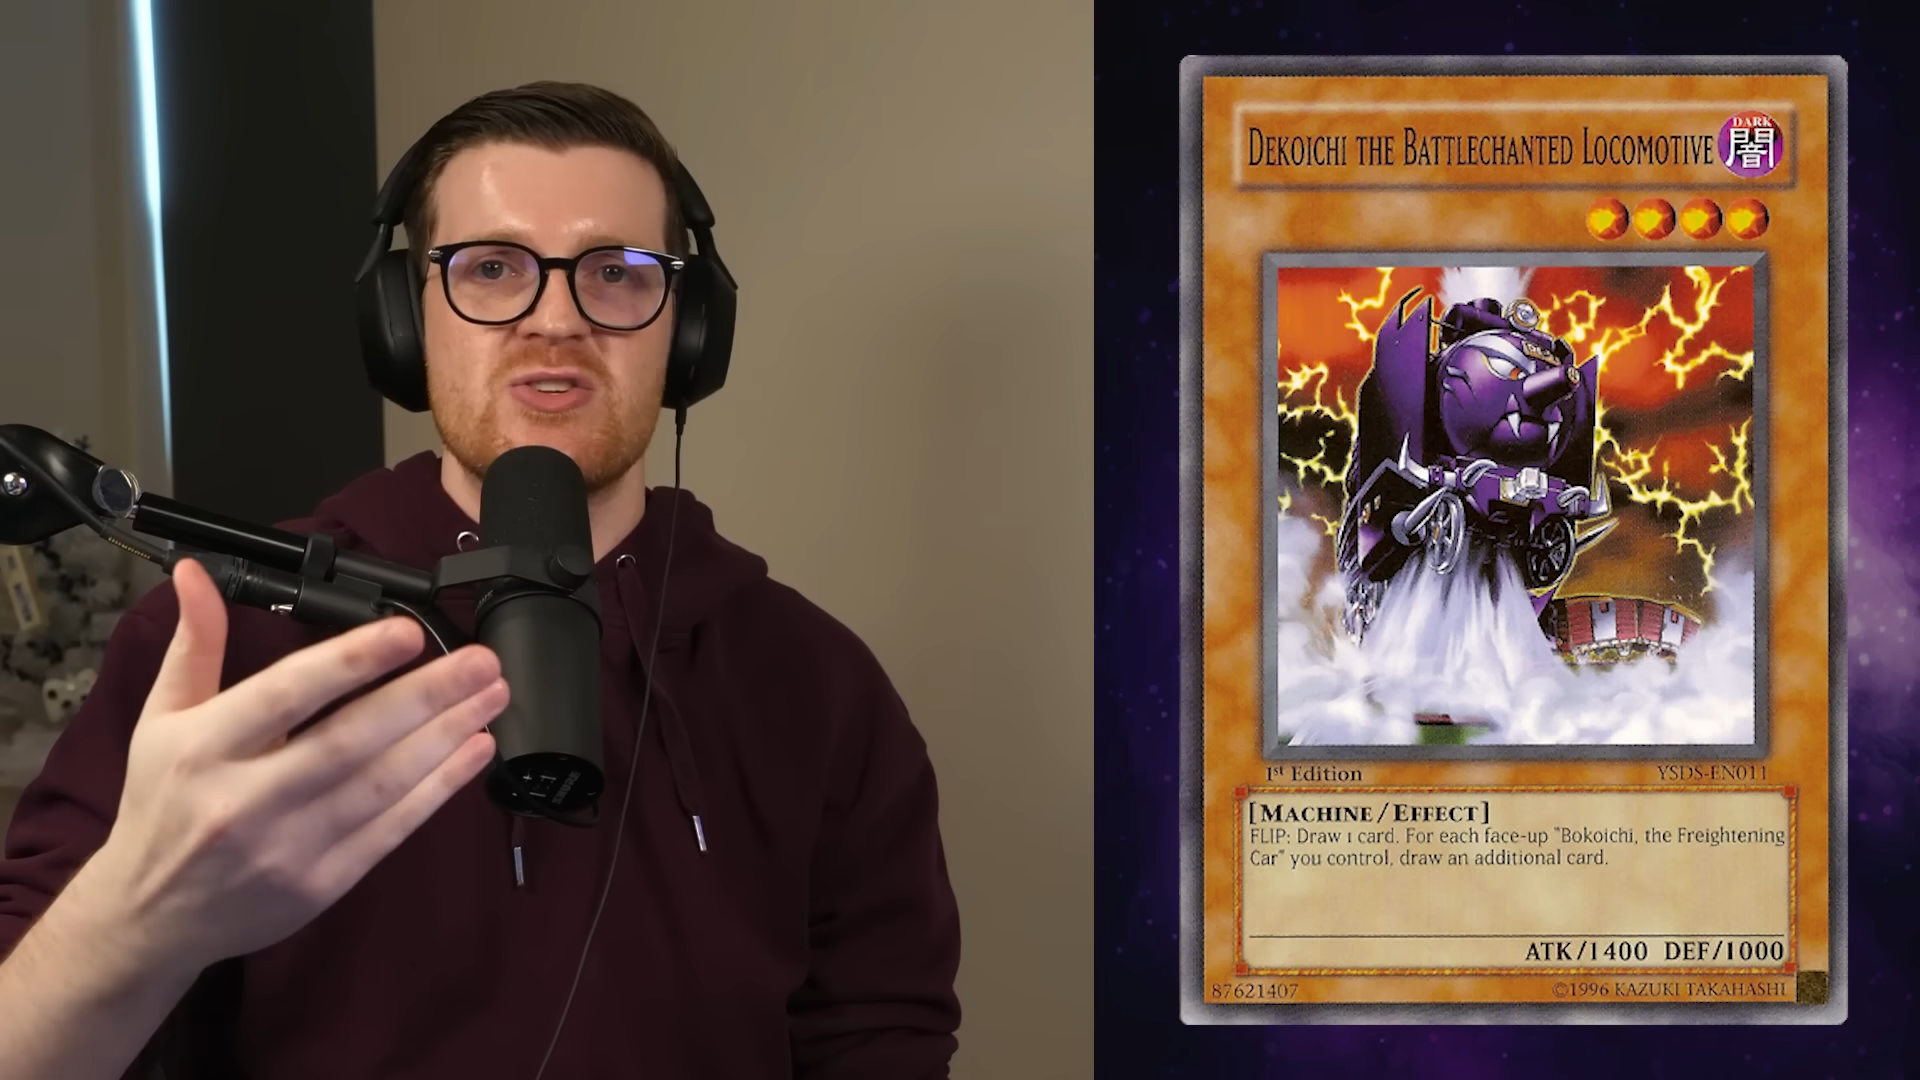 DEKOICHI THE BATTLECHANTED LOCOMOTIVE
DARK
闇
1st Edition
YSDS-EN011
[MACHINE/EFFECT]
FLIP: Draw 1 card. For each face-up "Bokoichi, the Freightening
Car" you control, draw an additional card.
ATK/1400 DEF/1000
87621407
©1996 KAZUKI TAKAHASHI
SHURE